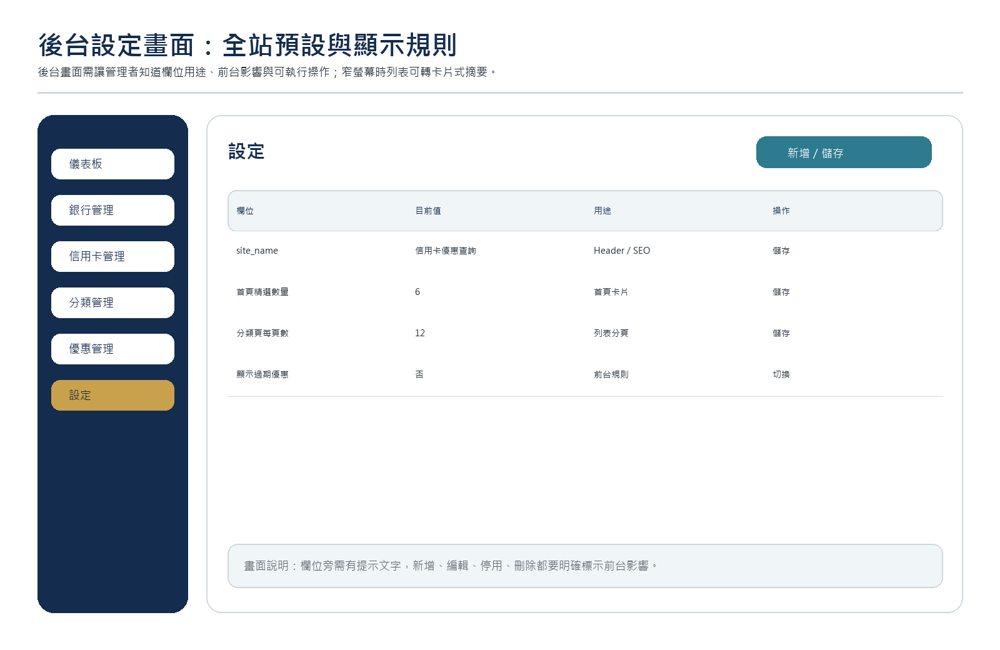 後台設定畫面：全站預設與顯示規則
後台畫面需讓管理者知道欄位用途、前台影響與可執行操作；窄螢幕時列表可轉卡片式摘要。
儀表板
銀行管理
信用卡管理
分類管理
優惠管理
設定
設定
新增 / 儲存
欄位 目前值 用途 操作
site_name 信用卡優惠查詢 Header / SEO 儲存
首頁精選數量 6 首頁卡片 儲存
分類頁每頁數 12 列表分頁 儲存
顯示過期優惠 否 前台規則 切換
畫面說明：欄位旁需有提示文字，新增、編輯、停用、刪除都要明確標示前台影響。